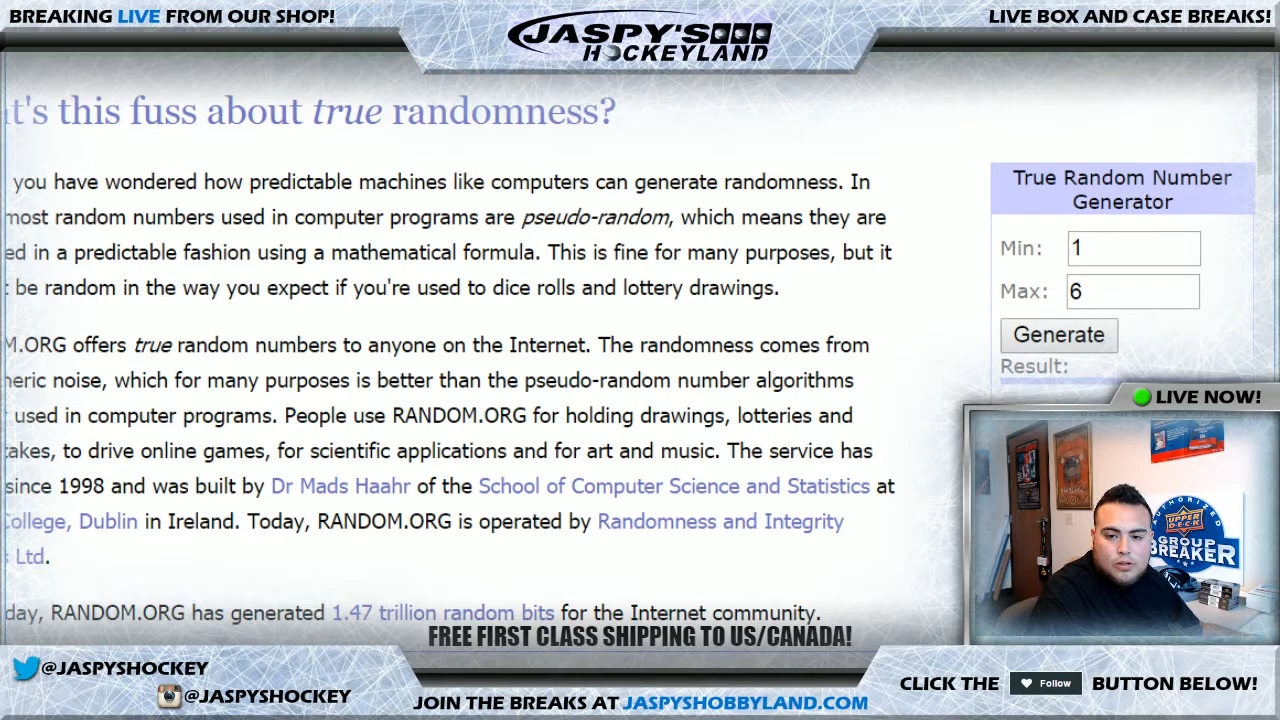 BREAKING LIVE FROM OUR SHOP!
JASPY'S
HOCKEYLAND
LIVE BOX AND CASE BREAKS!
t's this fuss about true randomness?
you have wondered how predictable machines like computers can generate randomness. In
most random numbers used in computer programs are pseudo-random, which means they are
ed in a predictable fashion using a mathematical formula. This is fine for many purposes, but it
be random in the way you expect if you're used to dice rolls and lottery drawings.
M.ORG offers true random numbers to anyone on the Internet. The randomness comes from
heric noise, which for many purposes is better than the pseudo-random number algorithms
used in computer programs. People use RANDOM.ORG for holding drawings, lotteries and
takes, to drive online games, for scientific applications and for art and music. The service has
since 1998 and was built by Dr Mads Haahr of the School of Computer Science and Statistics at
College, Dublin in Ireland. Today, RANDOM.ORG is operated by Randomness and Integrity
Ltd.
day, RANDOM.ORG has generated 1.47 trillion random bits for the Internet community.
True Random Number
Generator
Min: 1
Max: 6
Generate
Result:
LIVE NOW!
AUTHORIZED
UPPER DECK
GROUP
BREAKER
FREE FIRST CLASS SHIPPING TO US/CANADA!
@JASPYSHOCKEY
@JASPYSHOCKEY
JOIN THE BREAKS AT JASPYSHOBBYLAND.COM
CLICK THE Follow BUTTON BELOW!